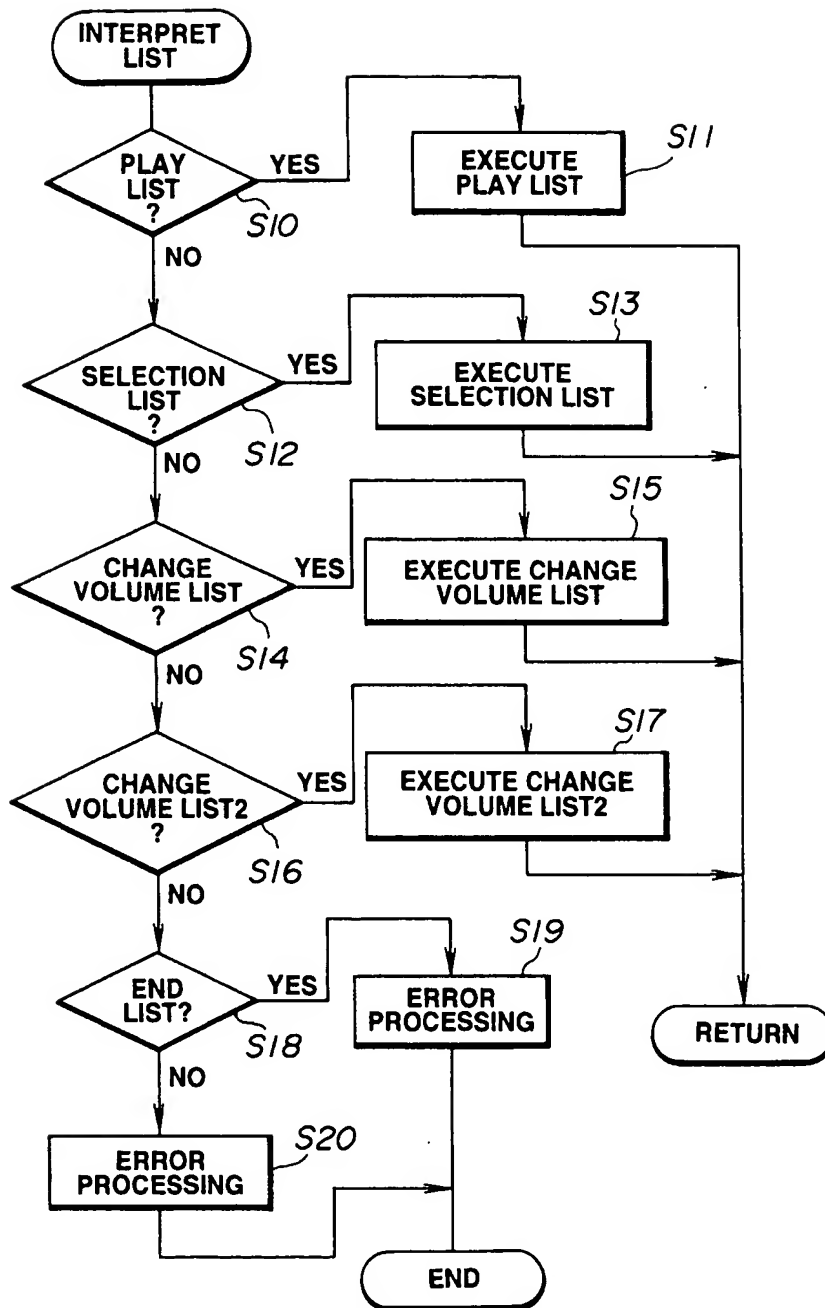 INTERPRET
LIST
PLAY
LIST
?
YES
S10
NO
EXECUTE
PLAY LIST
S11
SELECTION
LIST
?
YES
S12
NO
EXECUTE
SELECTION LIST
S13
CHANGE
VOLUME LIST
?
YES
S14
NO
EXECUTE CHANGE
VOLUME LIST
S15
CHANGE
VOLUME LIST2
?
YES
S16
NO
EXECUTE CHANGE
VOLUME LIST2
S17
END
LIST?
YES
S18
NO
ERROR
PROCESSING
S19
RETURN
ERROR
PROCESSING
S20
END